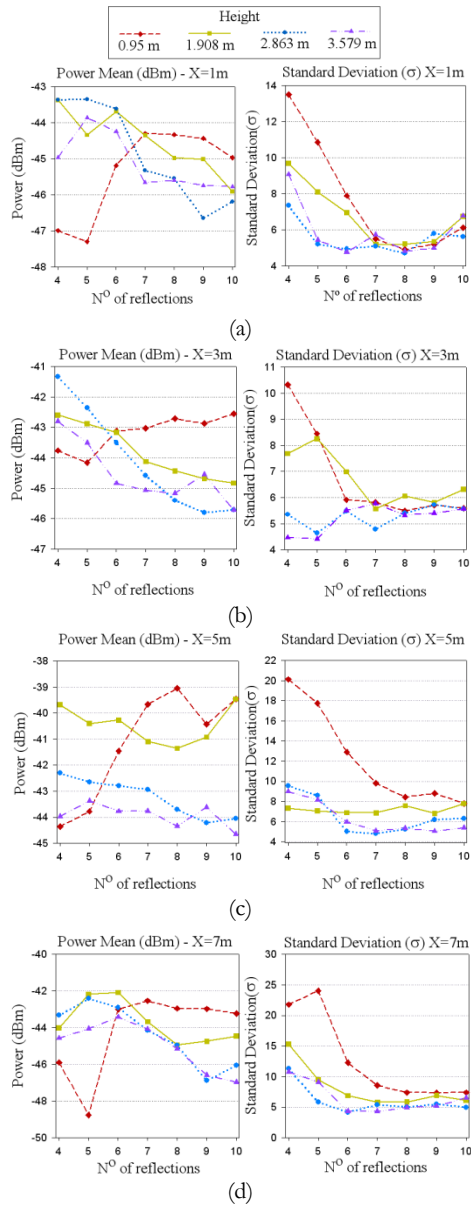 Height
0.95 m 1.908 m 2.863 m 3.579 m
Power Mean (dBm) - X=1m
Power (dBm)
-43
-44
-45
-46
-47
-48
4 5 6 7 8 9 10
NO of reflections
Standard Deviation (σ) X=1m
Standard Deviation(σ)
14
12
10
8
6
4
4 5 6 7 8 9 10
Nº of reflections
(a)
Power Mean (dBm) - X=3m
Power (dBm)
-41
-42
-43
-44
-45
-46
-47
4 5 6 7 8 9 10
NO of reflections
Standard Deviation (σ) X=3m
Standard Deviation(σ)
11
10
9
8
7
6
5
4
4 5 6 7 8 9 10
NO of reflections
(b)
Power Mean (dBm) - X=5m
Power (dBm)
-38
-39
-40
-41
-42
-43
-44
-45
4 5 6 7 8 9 10
NO of reflections
Standard Deviation (σ) X=5m
Standard Deviation(σ)
22
20
18
16
14
12
10
8
6
4
4 5 6 7 8 9 10
NO of reflections
(c)
Power Mean (dBm) - X=7m
Power (dBm)
-40
-42
-44
-46
-48
-50
4 5 6 7 8 9 10
NO of reflections
Standard Deviation (σ) X=7m
Standard Deviation(σ)
30
25
20
15
10
5
0
4 5 6 7 8 9 10
NO of reflections
(d)